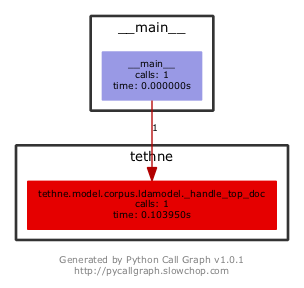 __main__
__main__
calls: 1
time: 0.000000s
1
tethne
tethne.model.corpus.ldamodel._handle_top_doc
calls: 1
time: 0.103950s
Generated by Python Call Graph v1.0.1
http://pycallgraph.slowchop.com